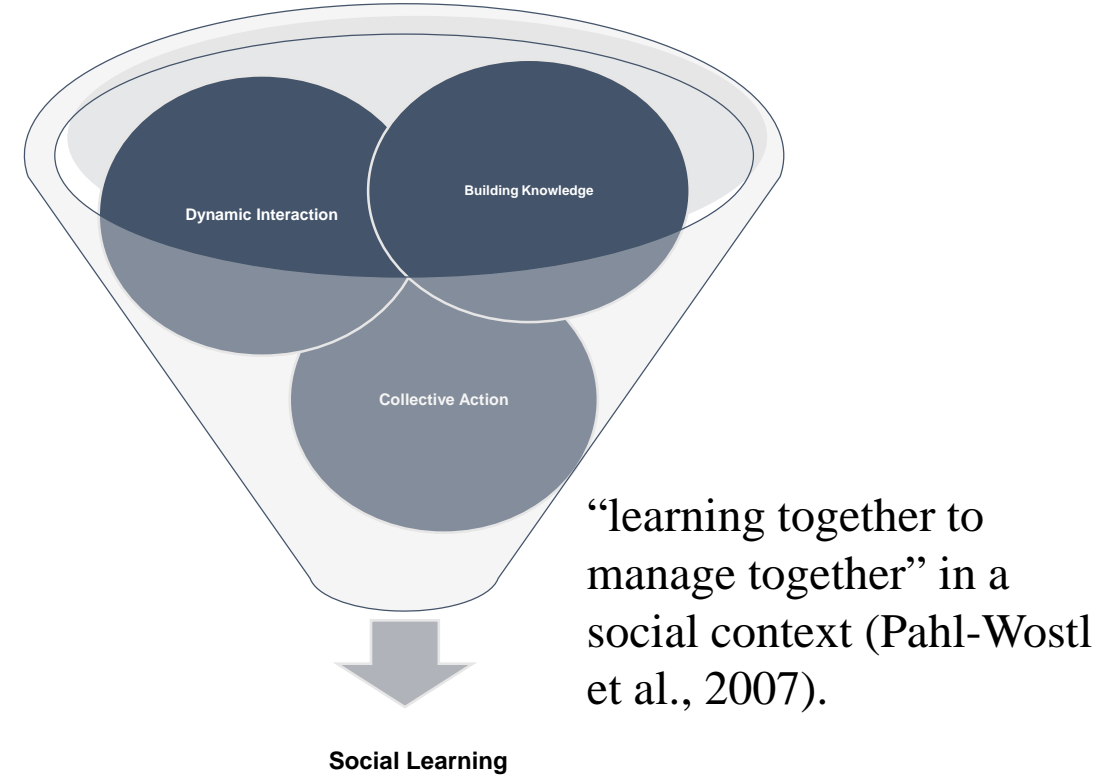 Building Knowledge
Dynamic Interaction
Collective Action
“learning together to
manage together” in a
social context (Pahl-Wostl
et al., 2007).
Social Learning